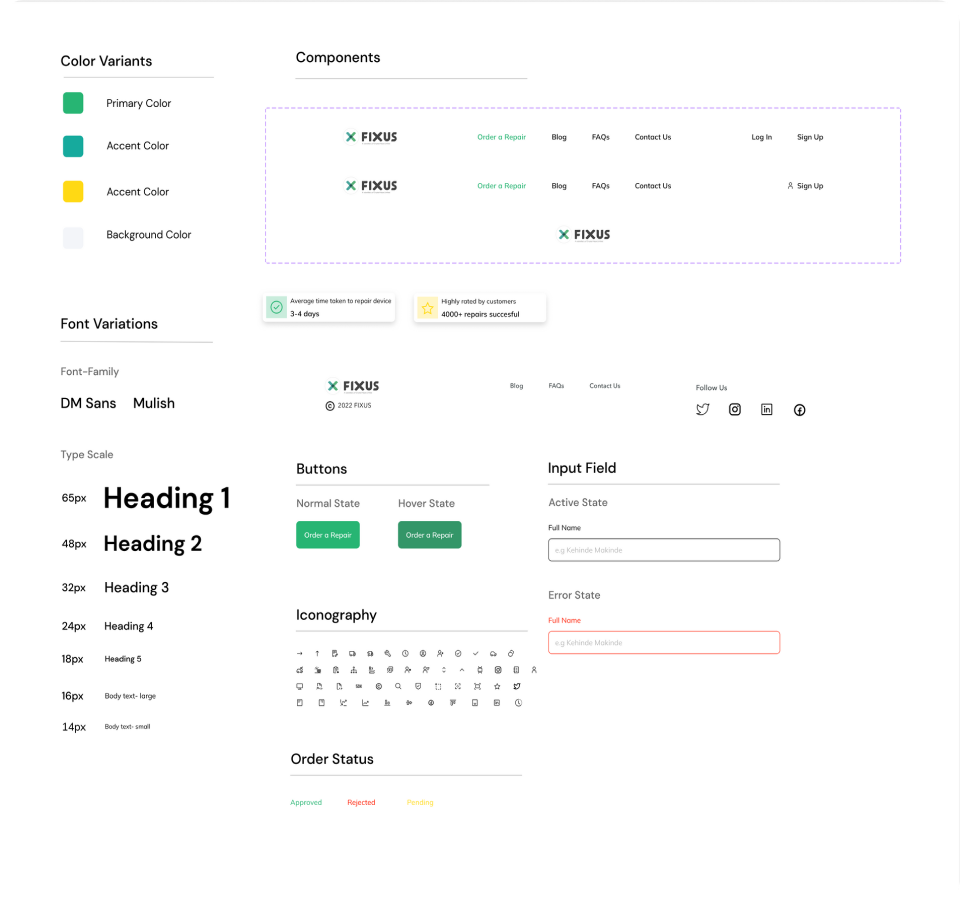 Color Variants
Primary Color
Accent Color
Accent Color
Background Color
Font Variations
Font-Family
DM Sans Mulish
Type Scale
65px Heading 1
48px Heading 2
32px Heading 3
24px Heading 4
18px Heading 5
16px Body text- large
14px Body text- small
Components
FIXUS Order a Repair Blog FAQs Contact Us Log In Sign Up
FIXUS Order a Repair Blog FAQs Contact Us Sign Up
FIXUS
Average time taken to repair device
3-4 days
Highly rated by customers
4000+ repairs succesful
FIXUS Blog FAQs Contact Us Follow Us
© 2022 FIXUS
Buttons
Normal State Hover State
Order a Repair Order a Repair
Input Field
Active State
Full Name
e.g Kehinde Makinde
Error State
Full Name
e.g Kehinde Makinde
Iconography
Order Status
Approved Rejected Pending